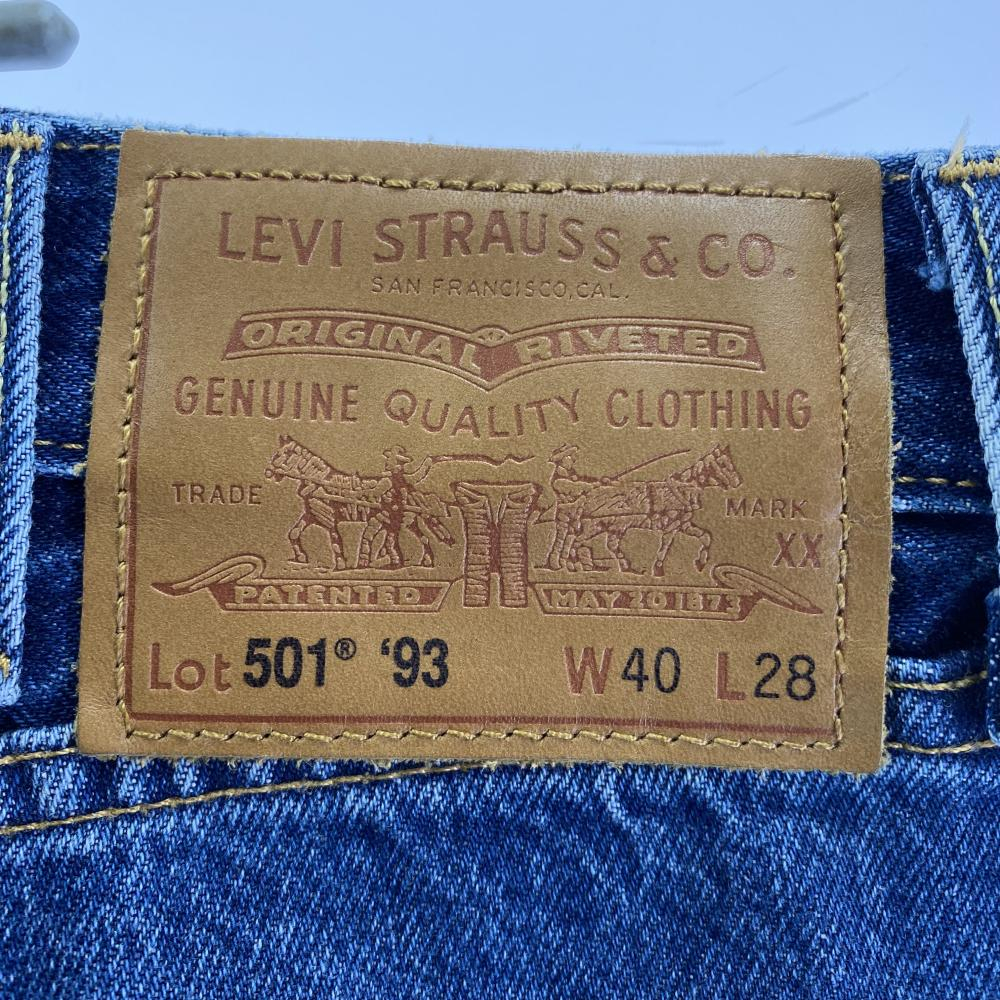 LEVI STRAUSS & CO.
SAN FRANCISCO, CAL.
ORIGINAL RIVETED
GENUINE QUALITY CLOTHING
TRADE MARK
XX
PATENTED MAY 20 1873
Lot 501® ‘93 W40 L28